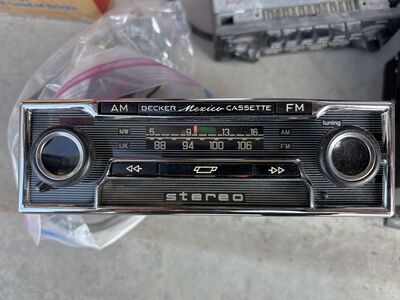 AM BECKER Mexico CASSETTE FM
tuning
MW 5 9 13 16 AM
UK 88 94 100 106 FM
stereo